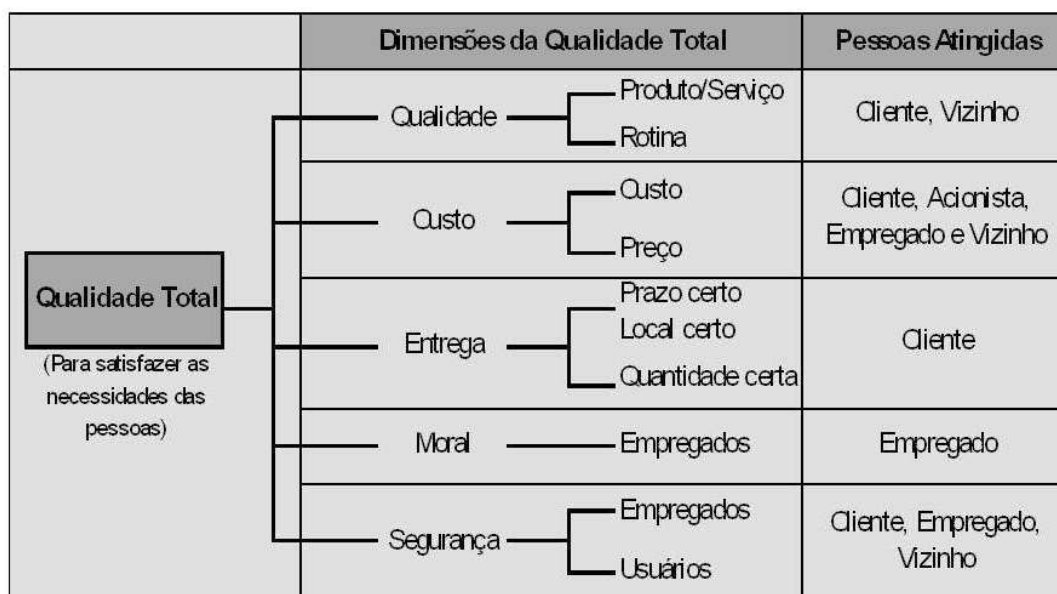 Dimensões da Qualidade Total
Pessoas Atingidas
Qualidade Total
(Para satisfazer as
necessidades das
pessoas)
Qualidade
Produto/Serviço
Rotina
Cliente, Vizinho
Custo
Custo
Preço
Cliente, Acionista,
Empregado e Vizinho
Entrega
Prazo certo
Local certo
Quantidade certa
Cliente
Moral
Empregados
Empregado
Segurança
Empregados
Usuários
Cliente, Empregado,
Vizinho